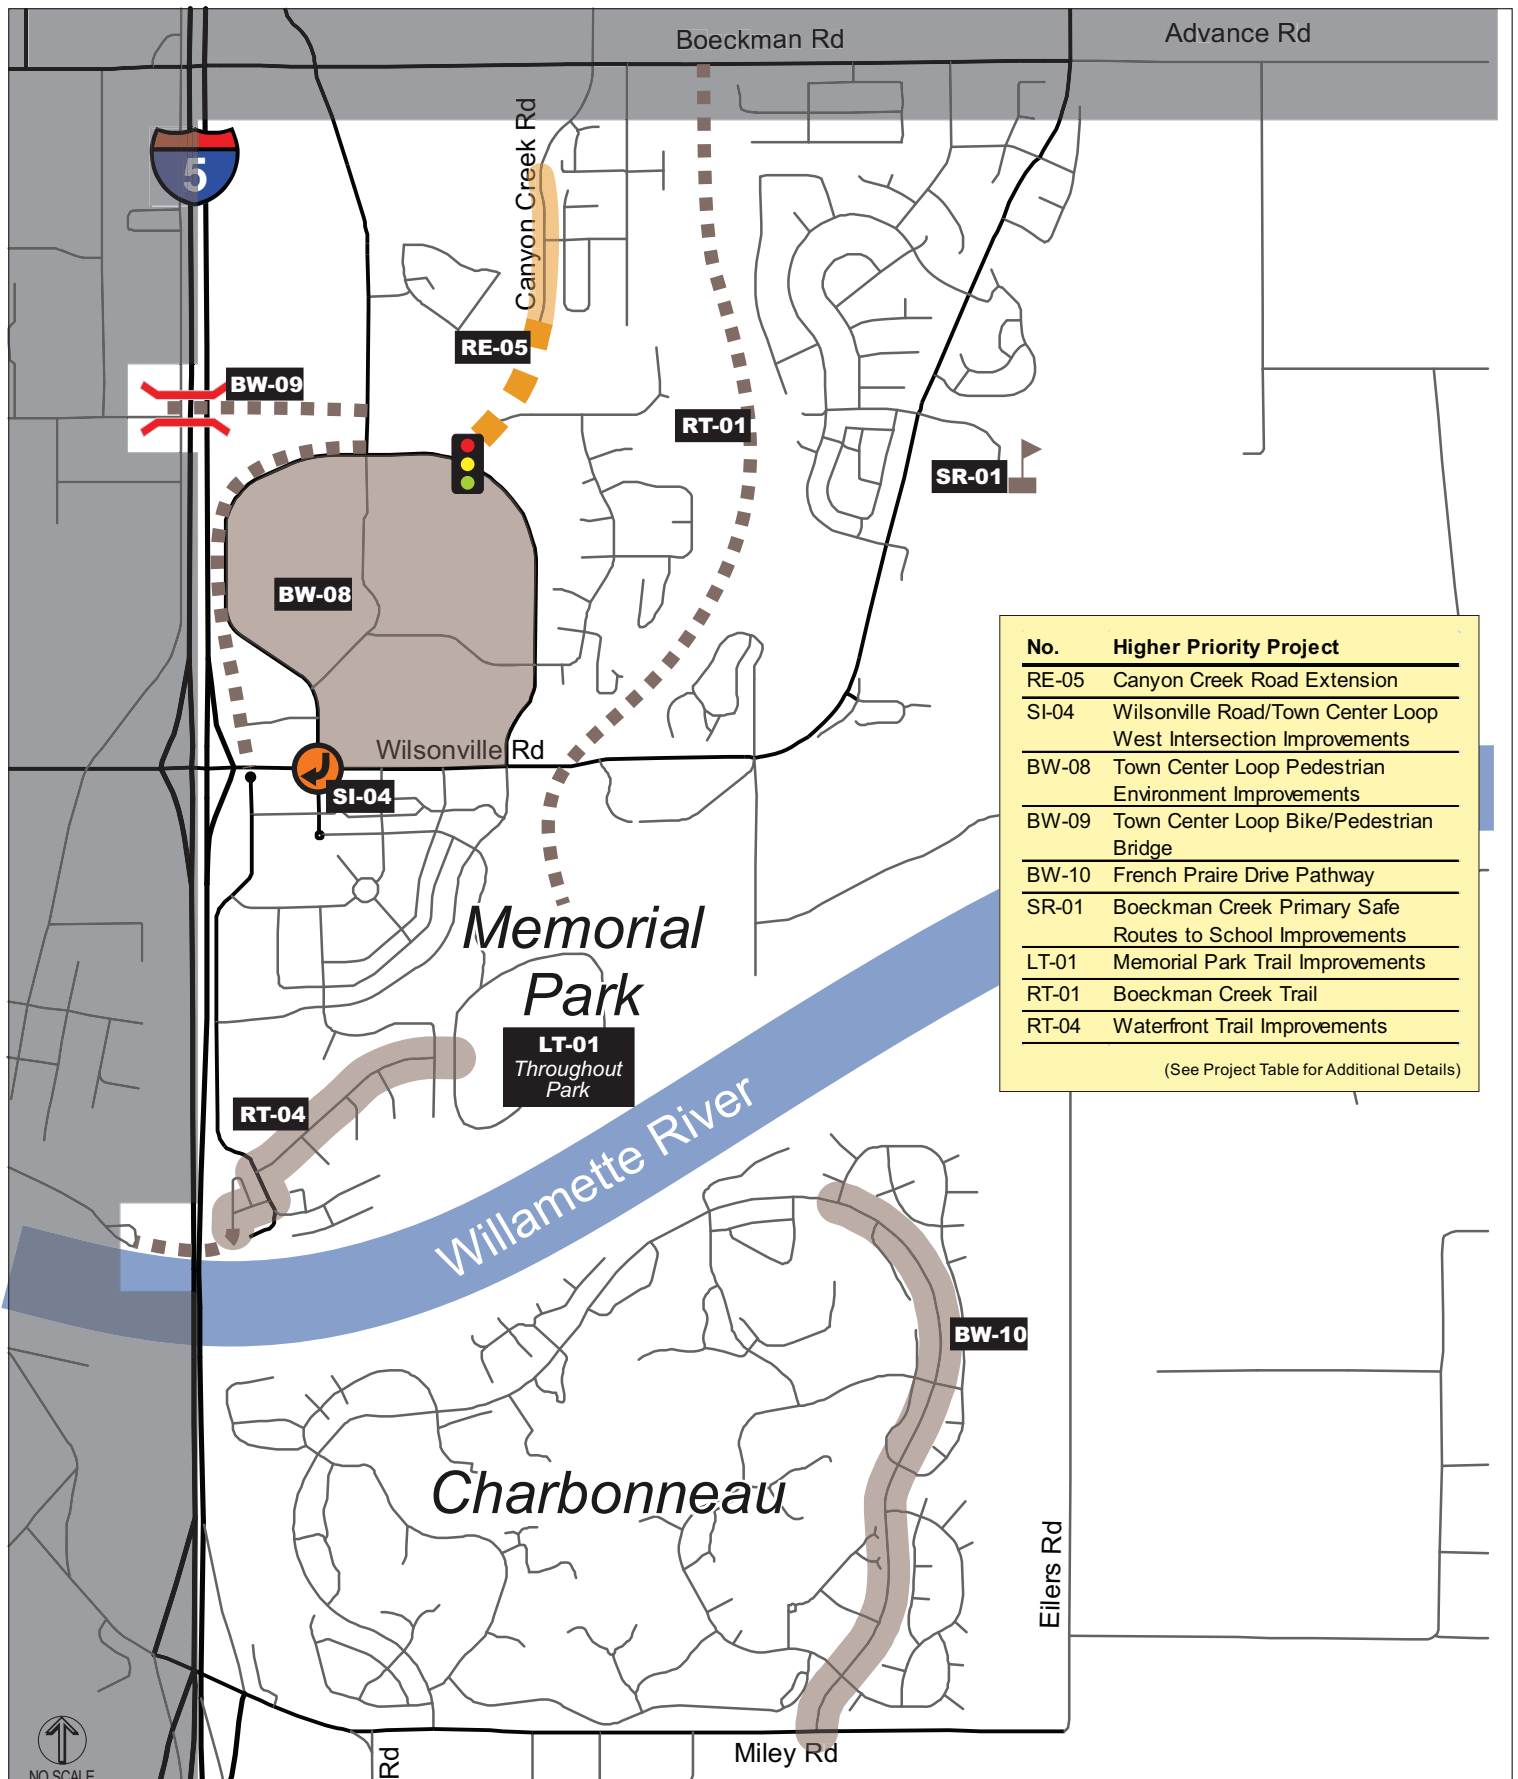 Boeckman Rd
Advance Rd
Canyon Creek Rd
5
RE-05
BW-09
RT-01
SR-01
BW-08
No. Higher Priority Project
RE-05 Canyon Creek Road Extension
SI-04 Wilsonville Road/Town Center Loop
West Intersection Improvements
BW-08 Town Center Loop Pedestrian
Environment Improvements
BW-09 Town Center Loop Bike/Pedestrian
Bridge
BW-10 French Praire Drive Pathway
SR-01 Boeckman Creek Primary Safe
Routes to School Improvements
LT-01 Memorial Park Trail Improvements
RT-01 Boeckman Creek Trail
RT-04 Waterfront Trail Improvements
(See Project Table for Additional Details)
Wilsonville Rd
SI-04
Memorial
Park
LT-01
Throughout
Park
RT-04
Willamette River
BW-10
Charbonneau
Eilers Rd
Miley Rd
Rd
NO SCALE